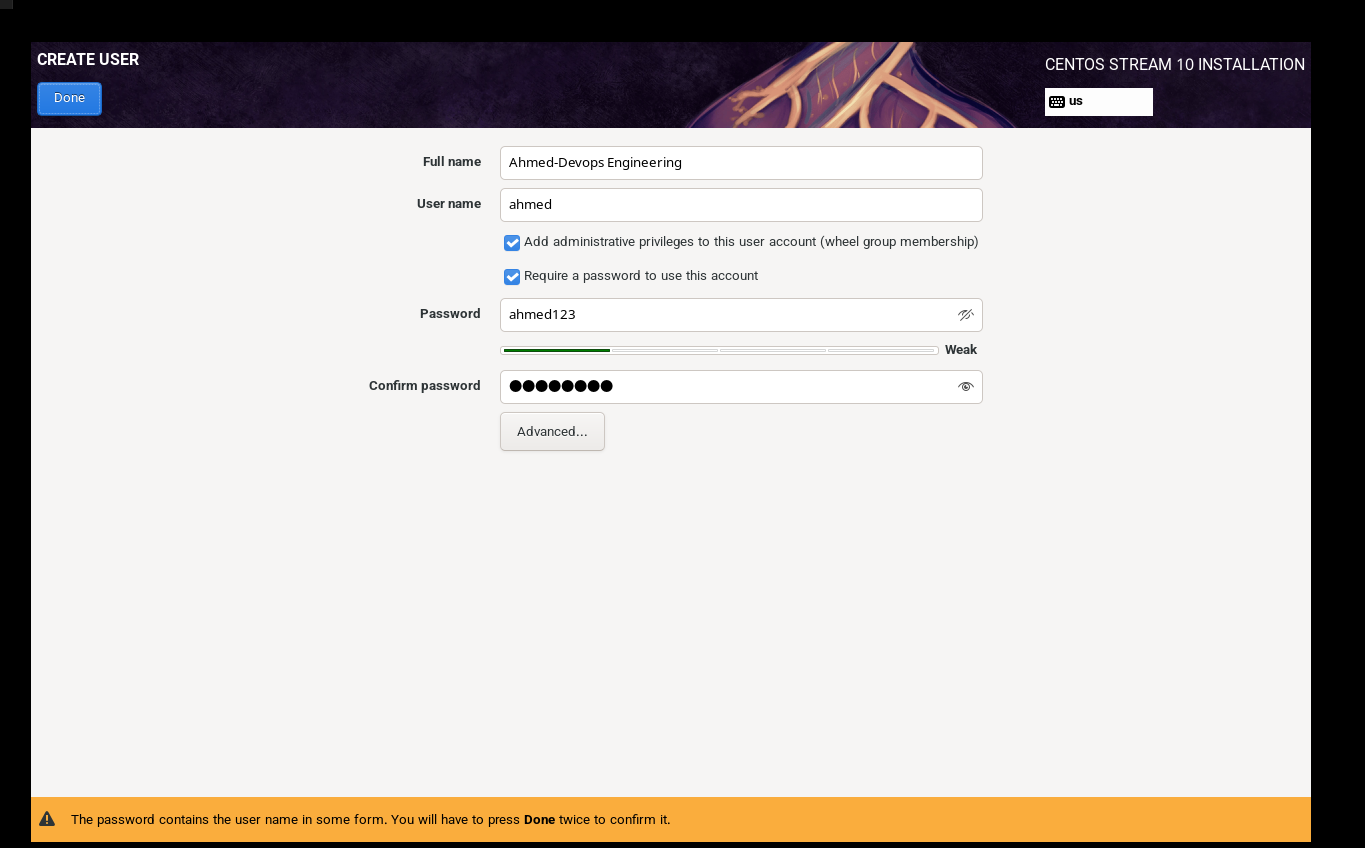 CREATE USER
CENTOS STREAM 10 INSTALLATION
Done
us
Full name
Ahmed-Devops Engineering
User name
ahmed
Add administrative privileges to this user account (wheel group membership)
Require a password to use this account
Password
ahmed123
Weak
Confirm password
●●●●●●●●
Advanced...
The password contains the user name in some form. You will have to press Done twice to confirm it.